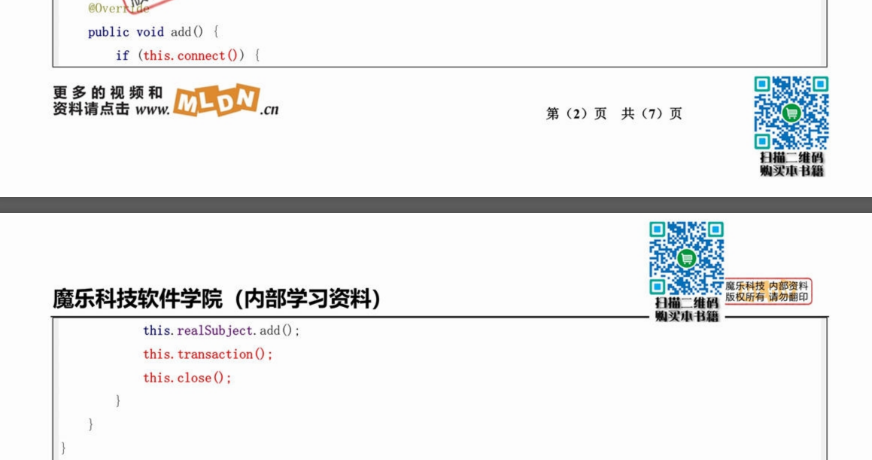 @Override
public void add() {
if (this.connect()) {
更多的视频和
资料请点击 www.MLDN.cn
第（2）页 共（7）页
扫描二维码
购买本书籍
魔乐科技软件学院（内部学习资料）
扫描二维码
购买本书籍
魔乐科技 内部资料
版权所有 请勿翻印
this.realSubject.add();
this.transaction();
this.close();
}
}
}